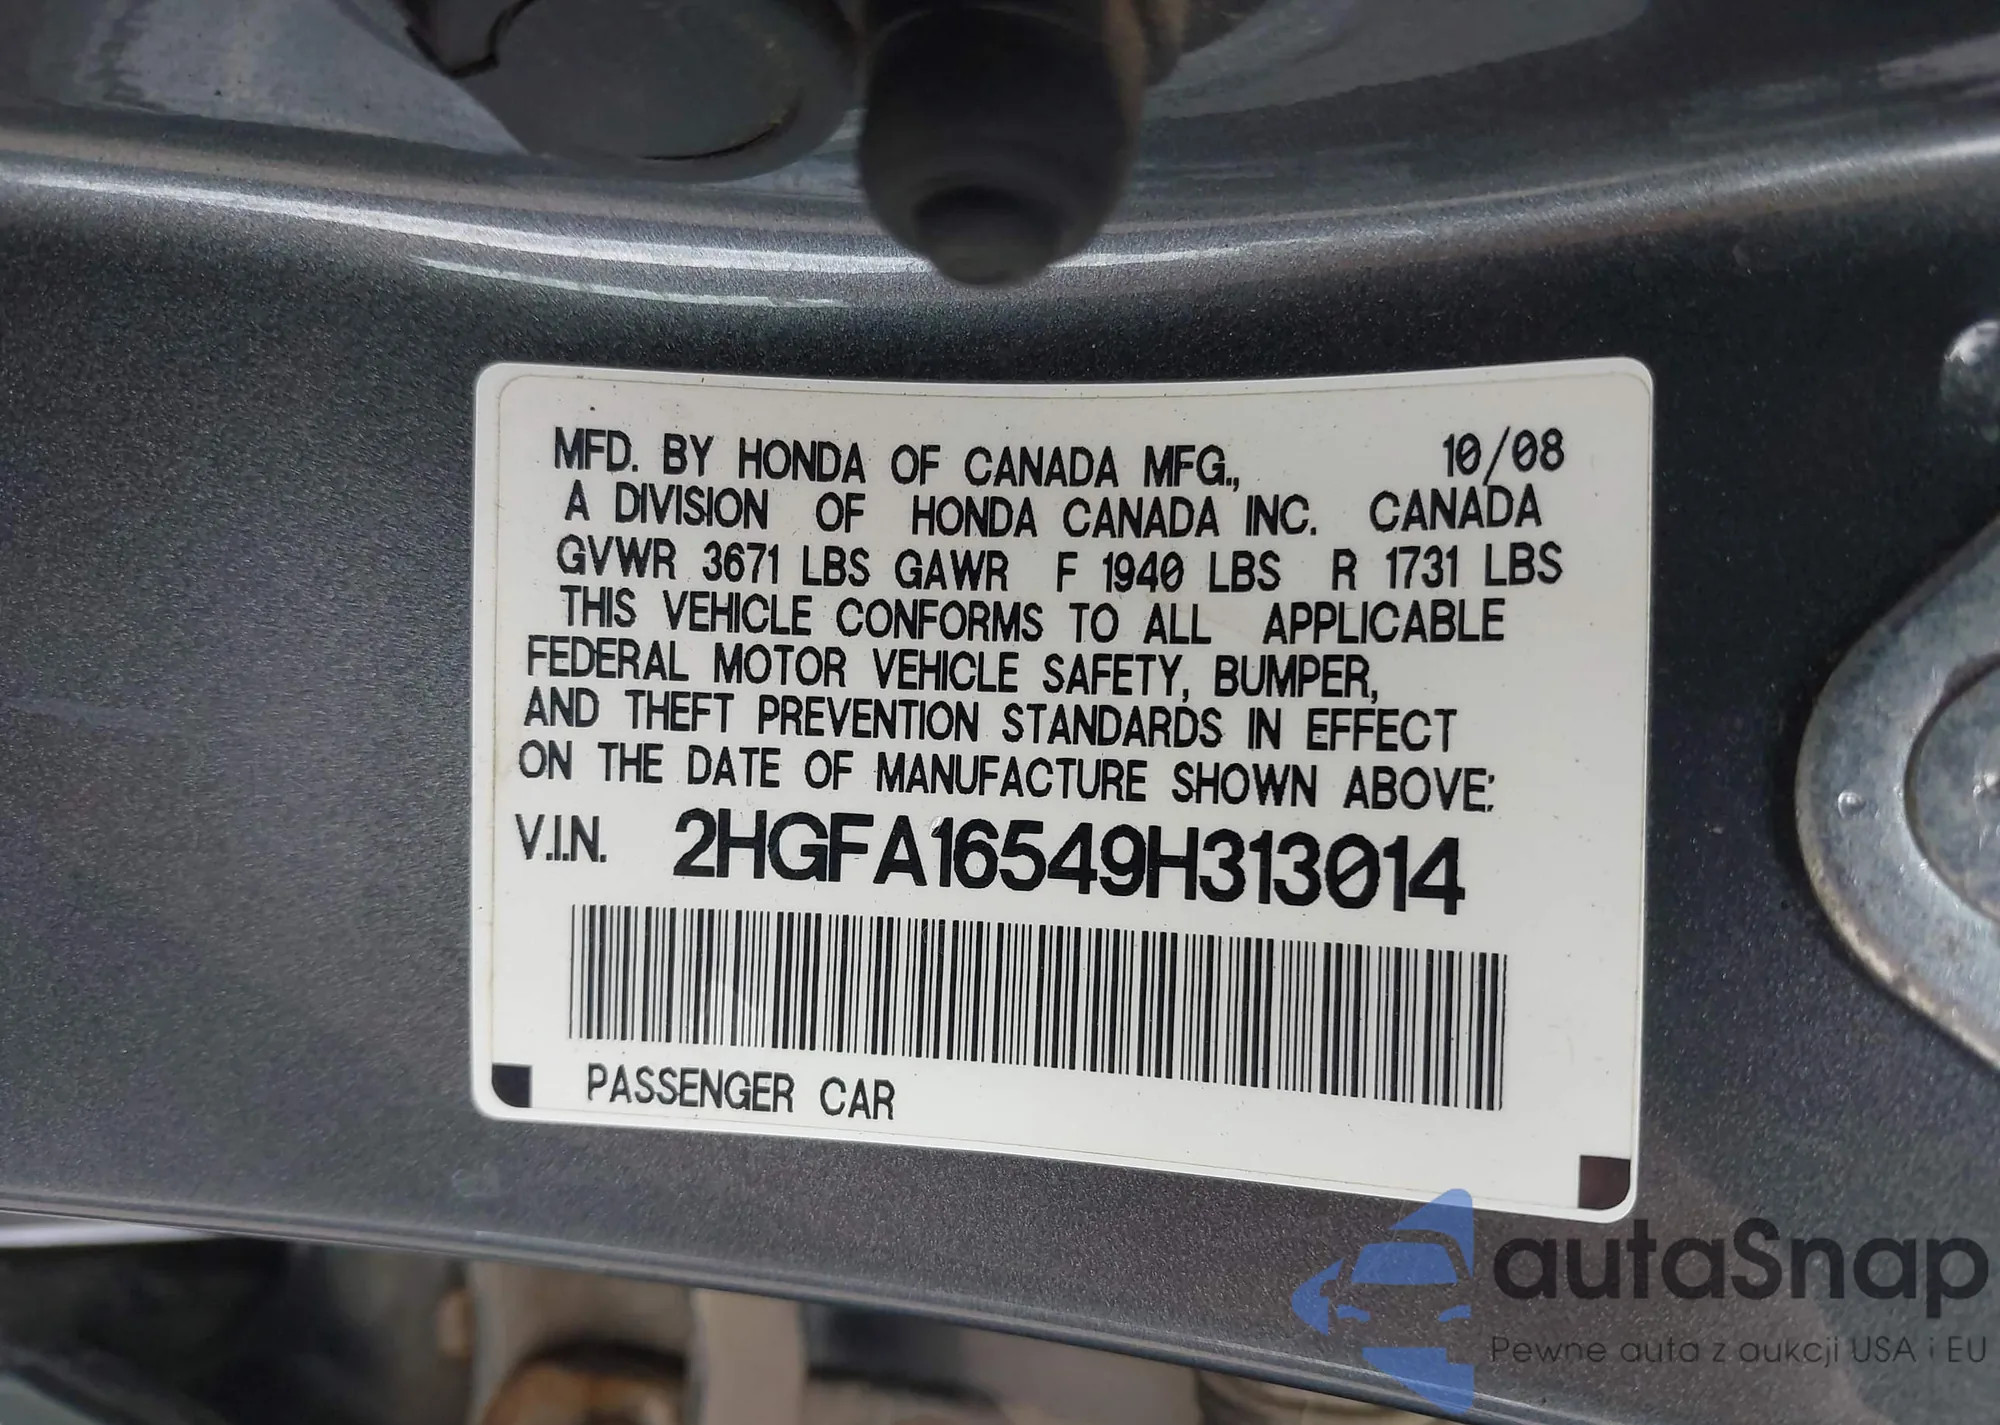 MFD. BY HONDA OF CANADA MFG., 10/08
A DIVISION OF HONDA CANADA INC. CANADA
GVWR 3671 LBS GAWR F 1940 LBS R 1731 LBS
THIS VEHICLE CONFORMS TO ALL APPLICABLE
FEDERAL MOTOR VEHICLE SAFETY, BUMPER,
AND THEFT PREVENTION STANDARDS IN EFFECT
ON THE DATE OF MANUFACTURE SHOWN ABOVE:
V.I.N. 2HGFA16549H313014
PASSENGER CAR
autaSnap
Pewne auta z aukcji USA i EU